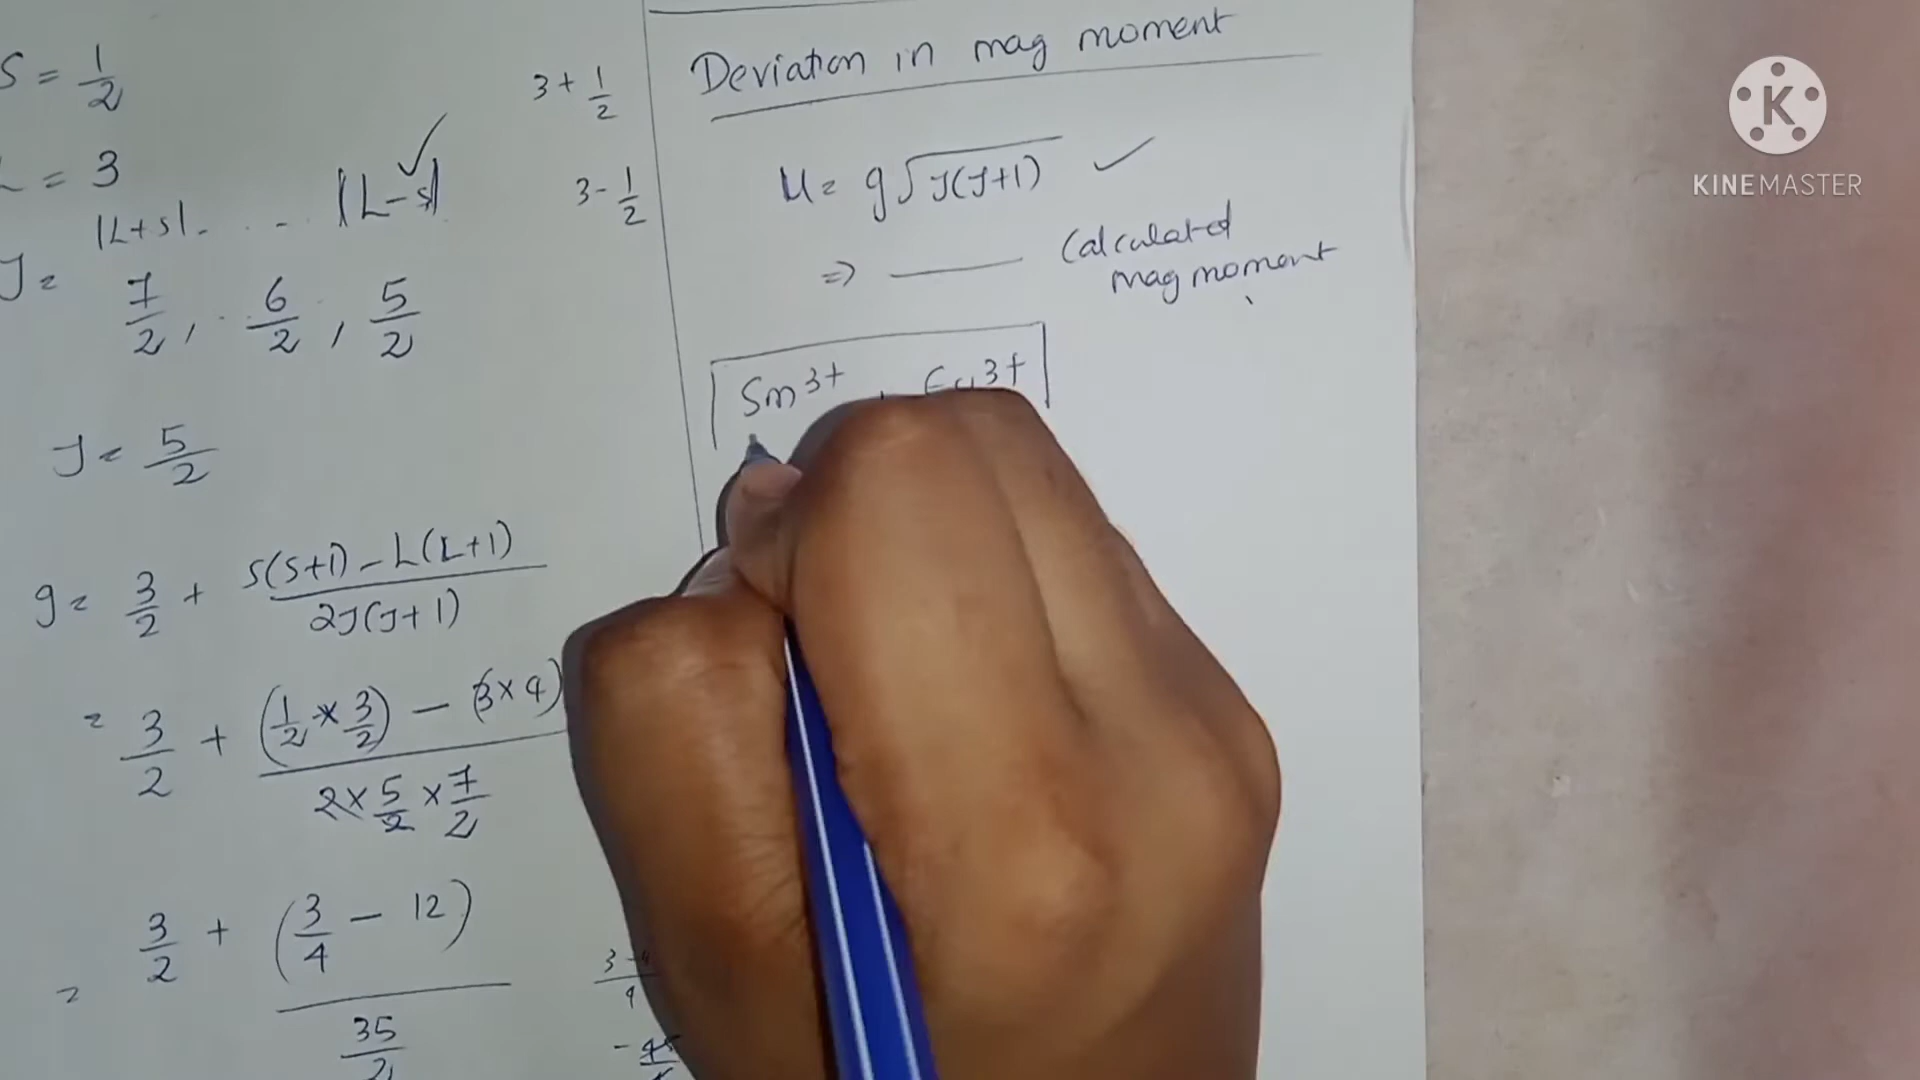 S = 1/2
3 + 1/2
L = 3
3 - 1/2
|L+S| - . . - |L-S| ✓
J = 7/2, . 6/2, 5/2
J = 5/2
g = 3/2 + S(S+1) - L(L+1) / 2J(J+1)
= 3/2 + (1/2 × 3/2) - (3×4) / 2 × 5/2 × 7/2
= 3/2 + (3/4 - 12) / 35/2
Deviation in mag moment
μ = g√J(J+1) ✓
=> ——— Calculated
mag moment
Sm3+ , Eu3+
K
KINEMASTER